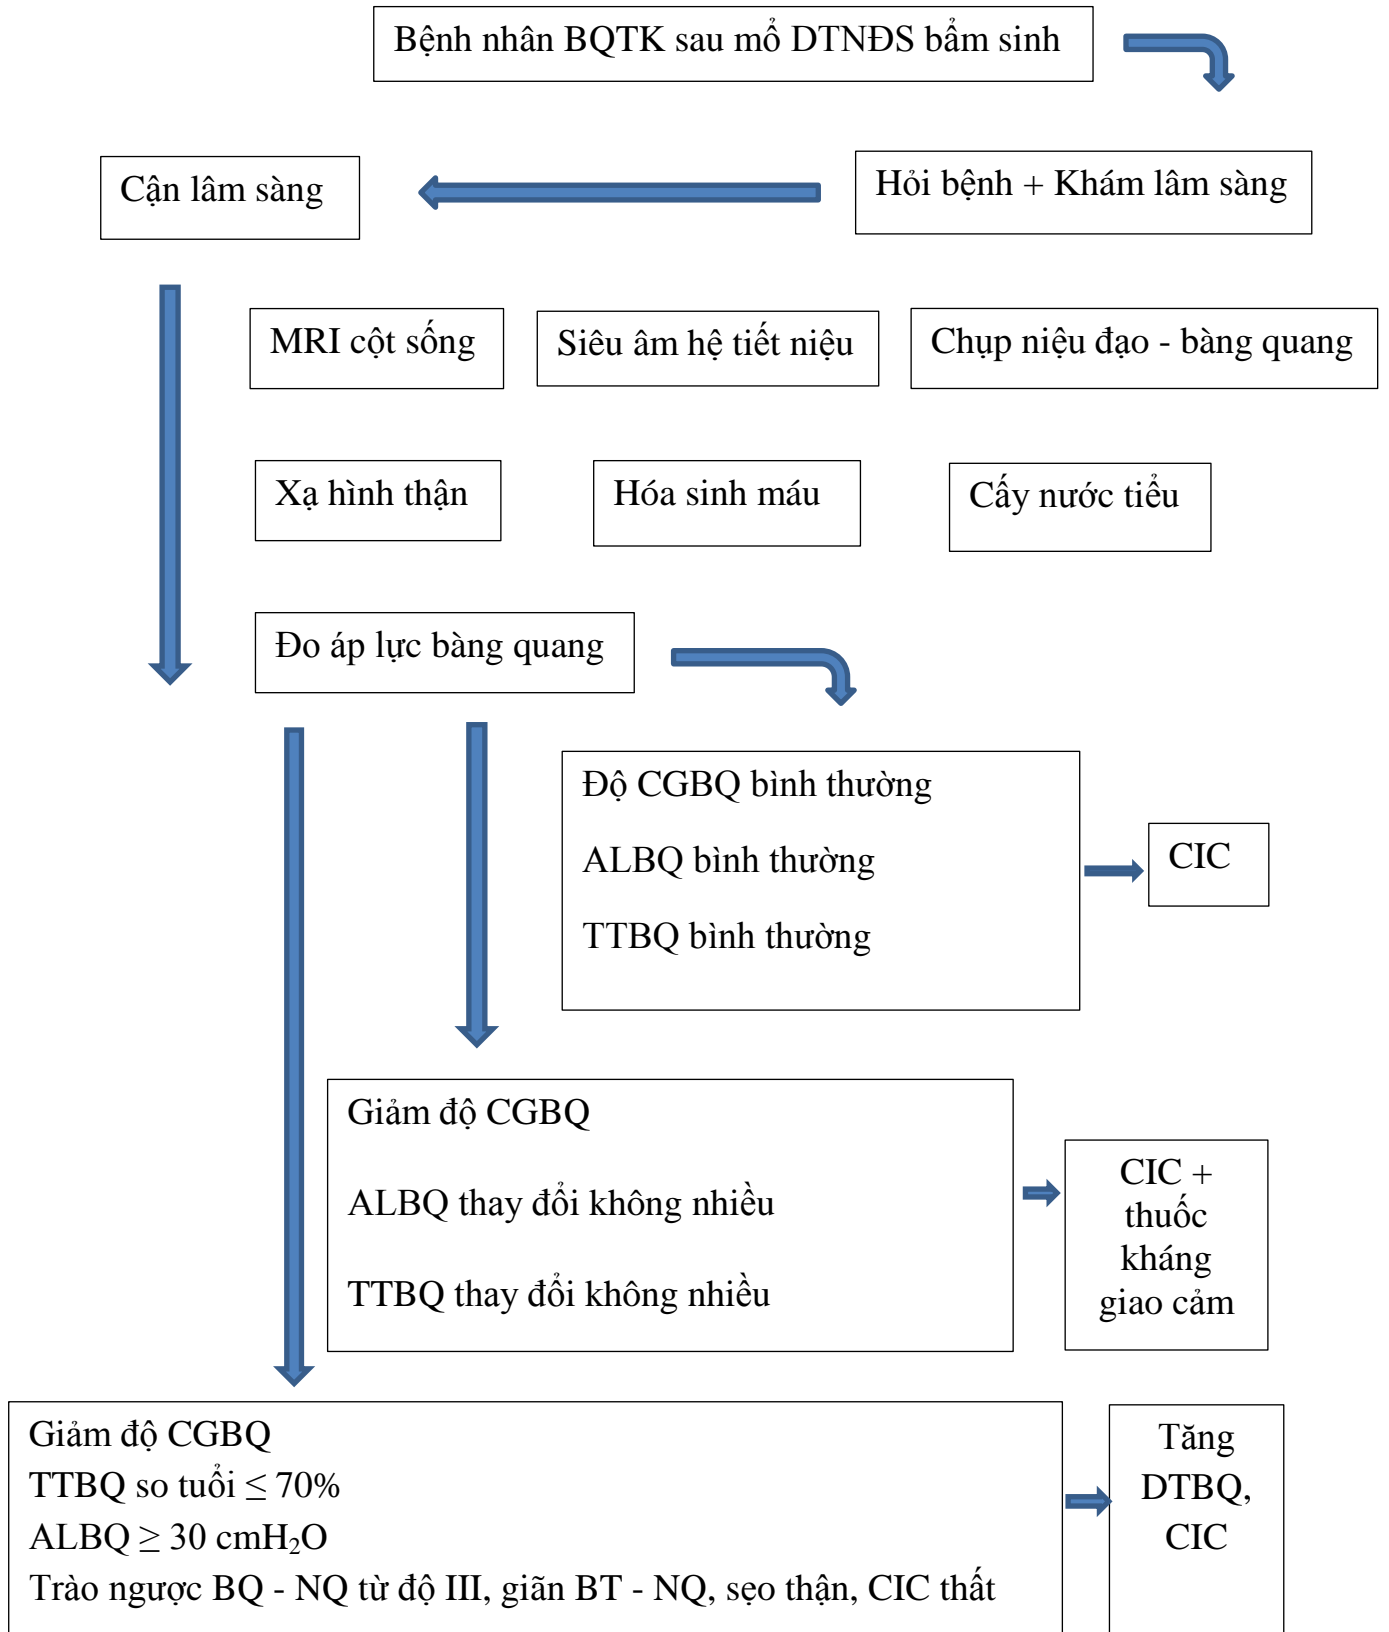 Bệnh nhân BQTK sau mổ DTNĐS bẩm sinh
Hỏi bệnh + Khám lâm sàng
Cận lâm sàng
MRI cột sống
Siêu âm hệ tiết niệu
Chụp niệu đạo - bàng quang
Xạ hình thận
Hóa sinh máu
Cấy nước tiểu
Đo áp lực bàng quang
Độ CGBQ bình thường
ALBQ bình thường
TTBQ bình thường
CIC
Giảm độ CGBQ
ALBQ thay đổi không nhiều
TTBQ thay đổi không nhiều
CIC +
thuốc
kháng
giao cảm
Giảm độ CGBQ
TTBQ so tuổi ≤ 70%
ALBQ ≥ 30 cmH₂O
Trào ngược BQ - NQ từ độ III, giãn BT - NQ, sẹo thận, CIC thất
Tăng
DTBQ,
CIC